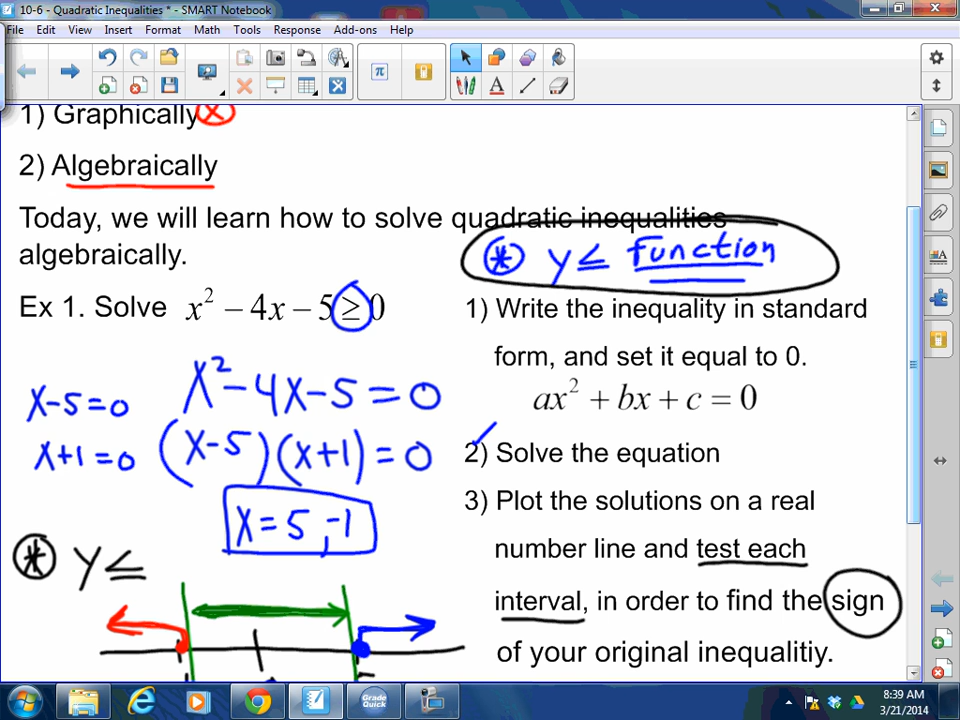 10-6 - Quadratic Inequalities * - SMART Notebook
File Edit View Insert Format Math Tools Response Add-ons Help
1) Graphically
2) Algebraically
Today, we will learn how to solve quadratic inequalities
algebraically.
* y ≤ function
Ex 1. Solve x² – 4x – 5 ≥ 0
1) Write the inequality in standard
form, and set it equal to 0.
ax² + bx + c = 0
x-5=0
x²-4x-5=0
x+1=0
(x-5)(x+1)=0
x=5,-1
* y ≤
2) Solve the equation
3) Plot the solutions on a real
number line and test each
interval, in order to find the sign
of your original inequalitiy.
Grade Quick
8:39 AM
3/21/2014